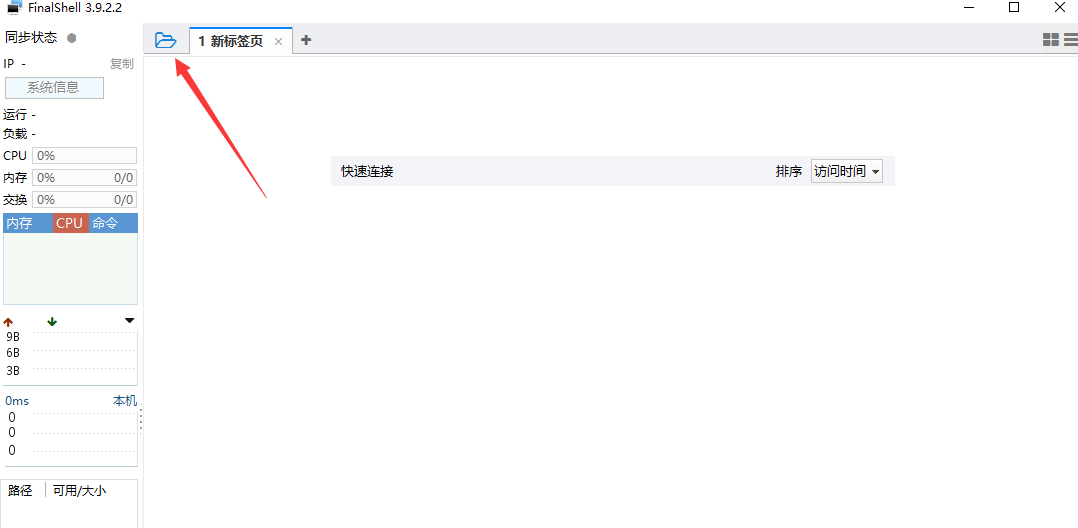 FinalShell 3.9.2.2
同步状态
1 新标签页
IP - 复制
系统信息
运行 -
负载 -
CPU 0%
内存 0% 0/0
交换 0% 0/0
内存 CPU 命令
9B
6B
3B
0ms 本机
0
0
0
路径 可用/大小
快速连接 排序 访问时间